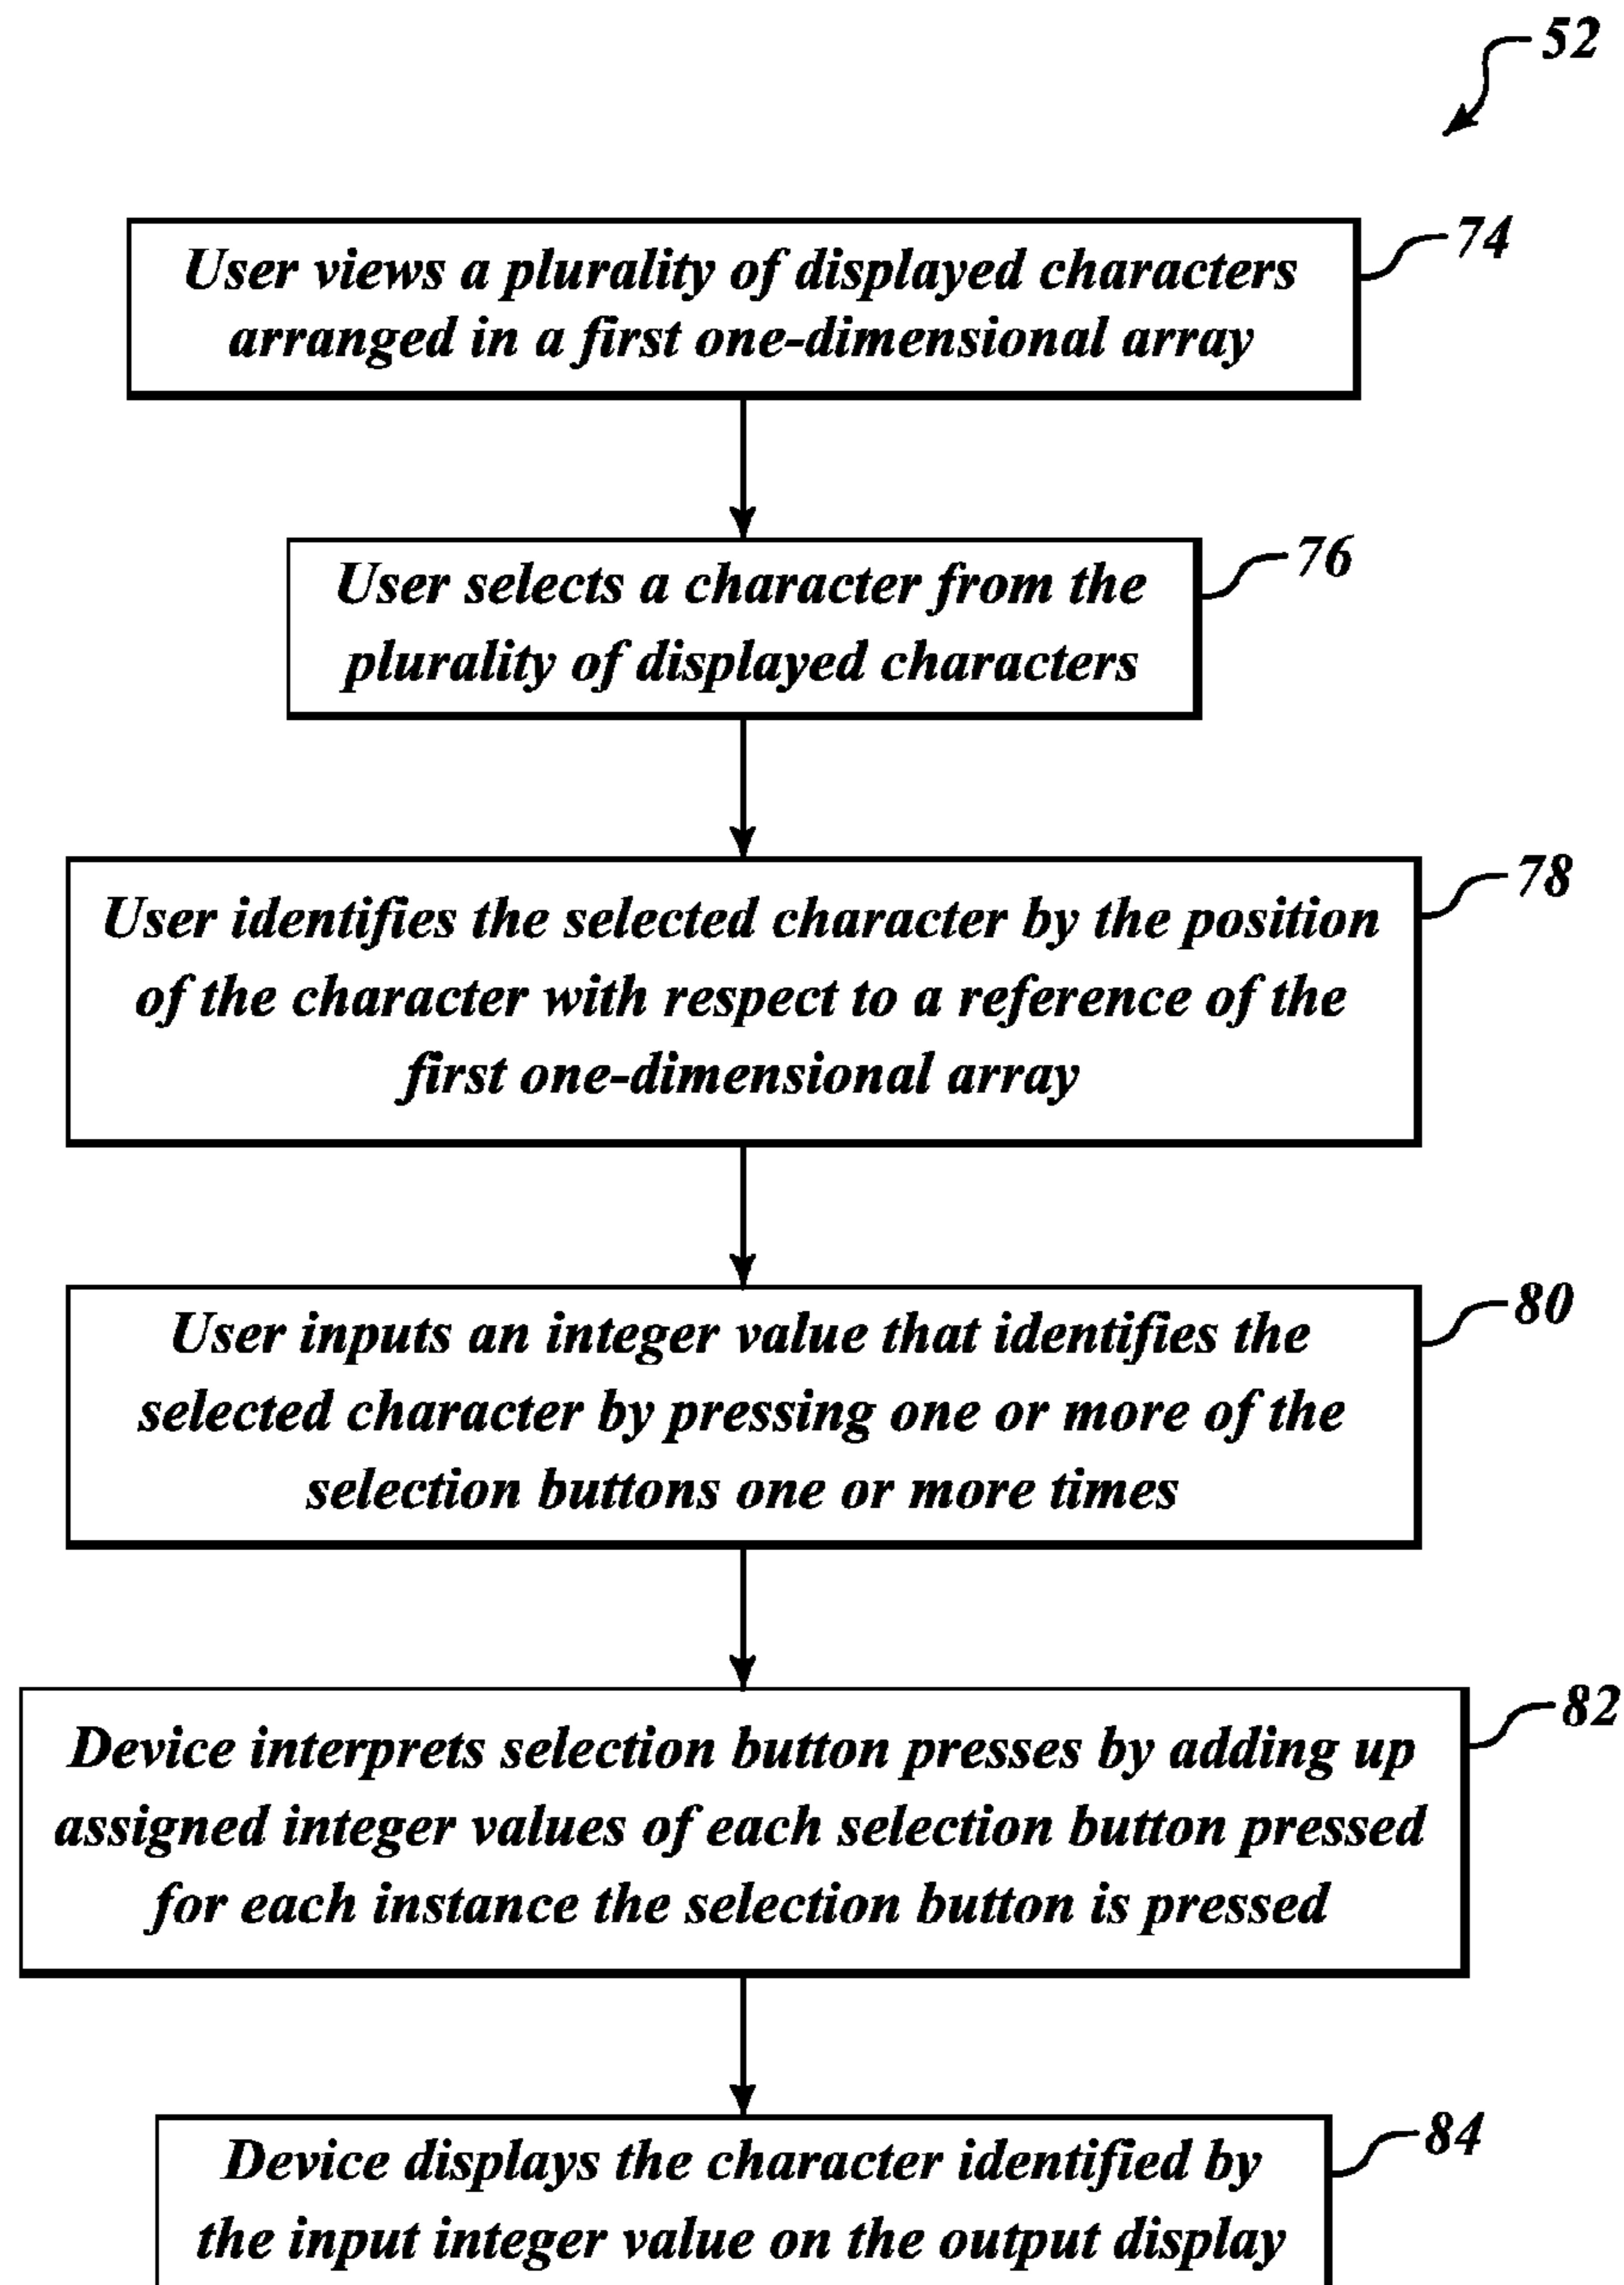 52
74
User views a plurality of displayed characters
arranged in a first one-dimensional array
76
User selects a character from the
plurality of displayed characters
78
User identifies the selected character by the position
of the character with respect to a reference of the
first one-dimensional array
80
User inputs an integer value that identifies the
selected character by pressing one or more of the
selection buttons one or more times
82
Device interprets selection button presses by adding up
assigned integer values of each selection button pressed
for each instance the selection button is pressed
84
Device displays the character identified by
the input integer value on the output display